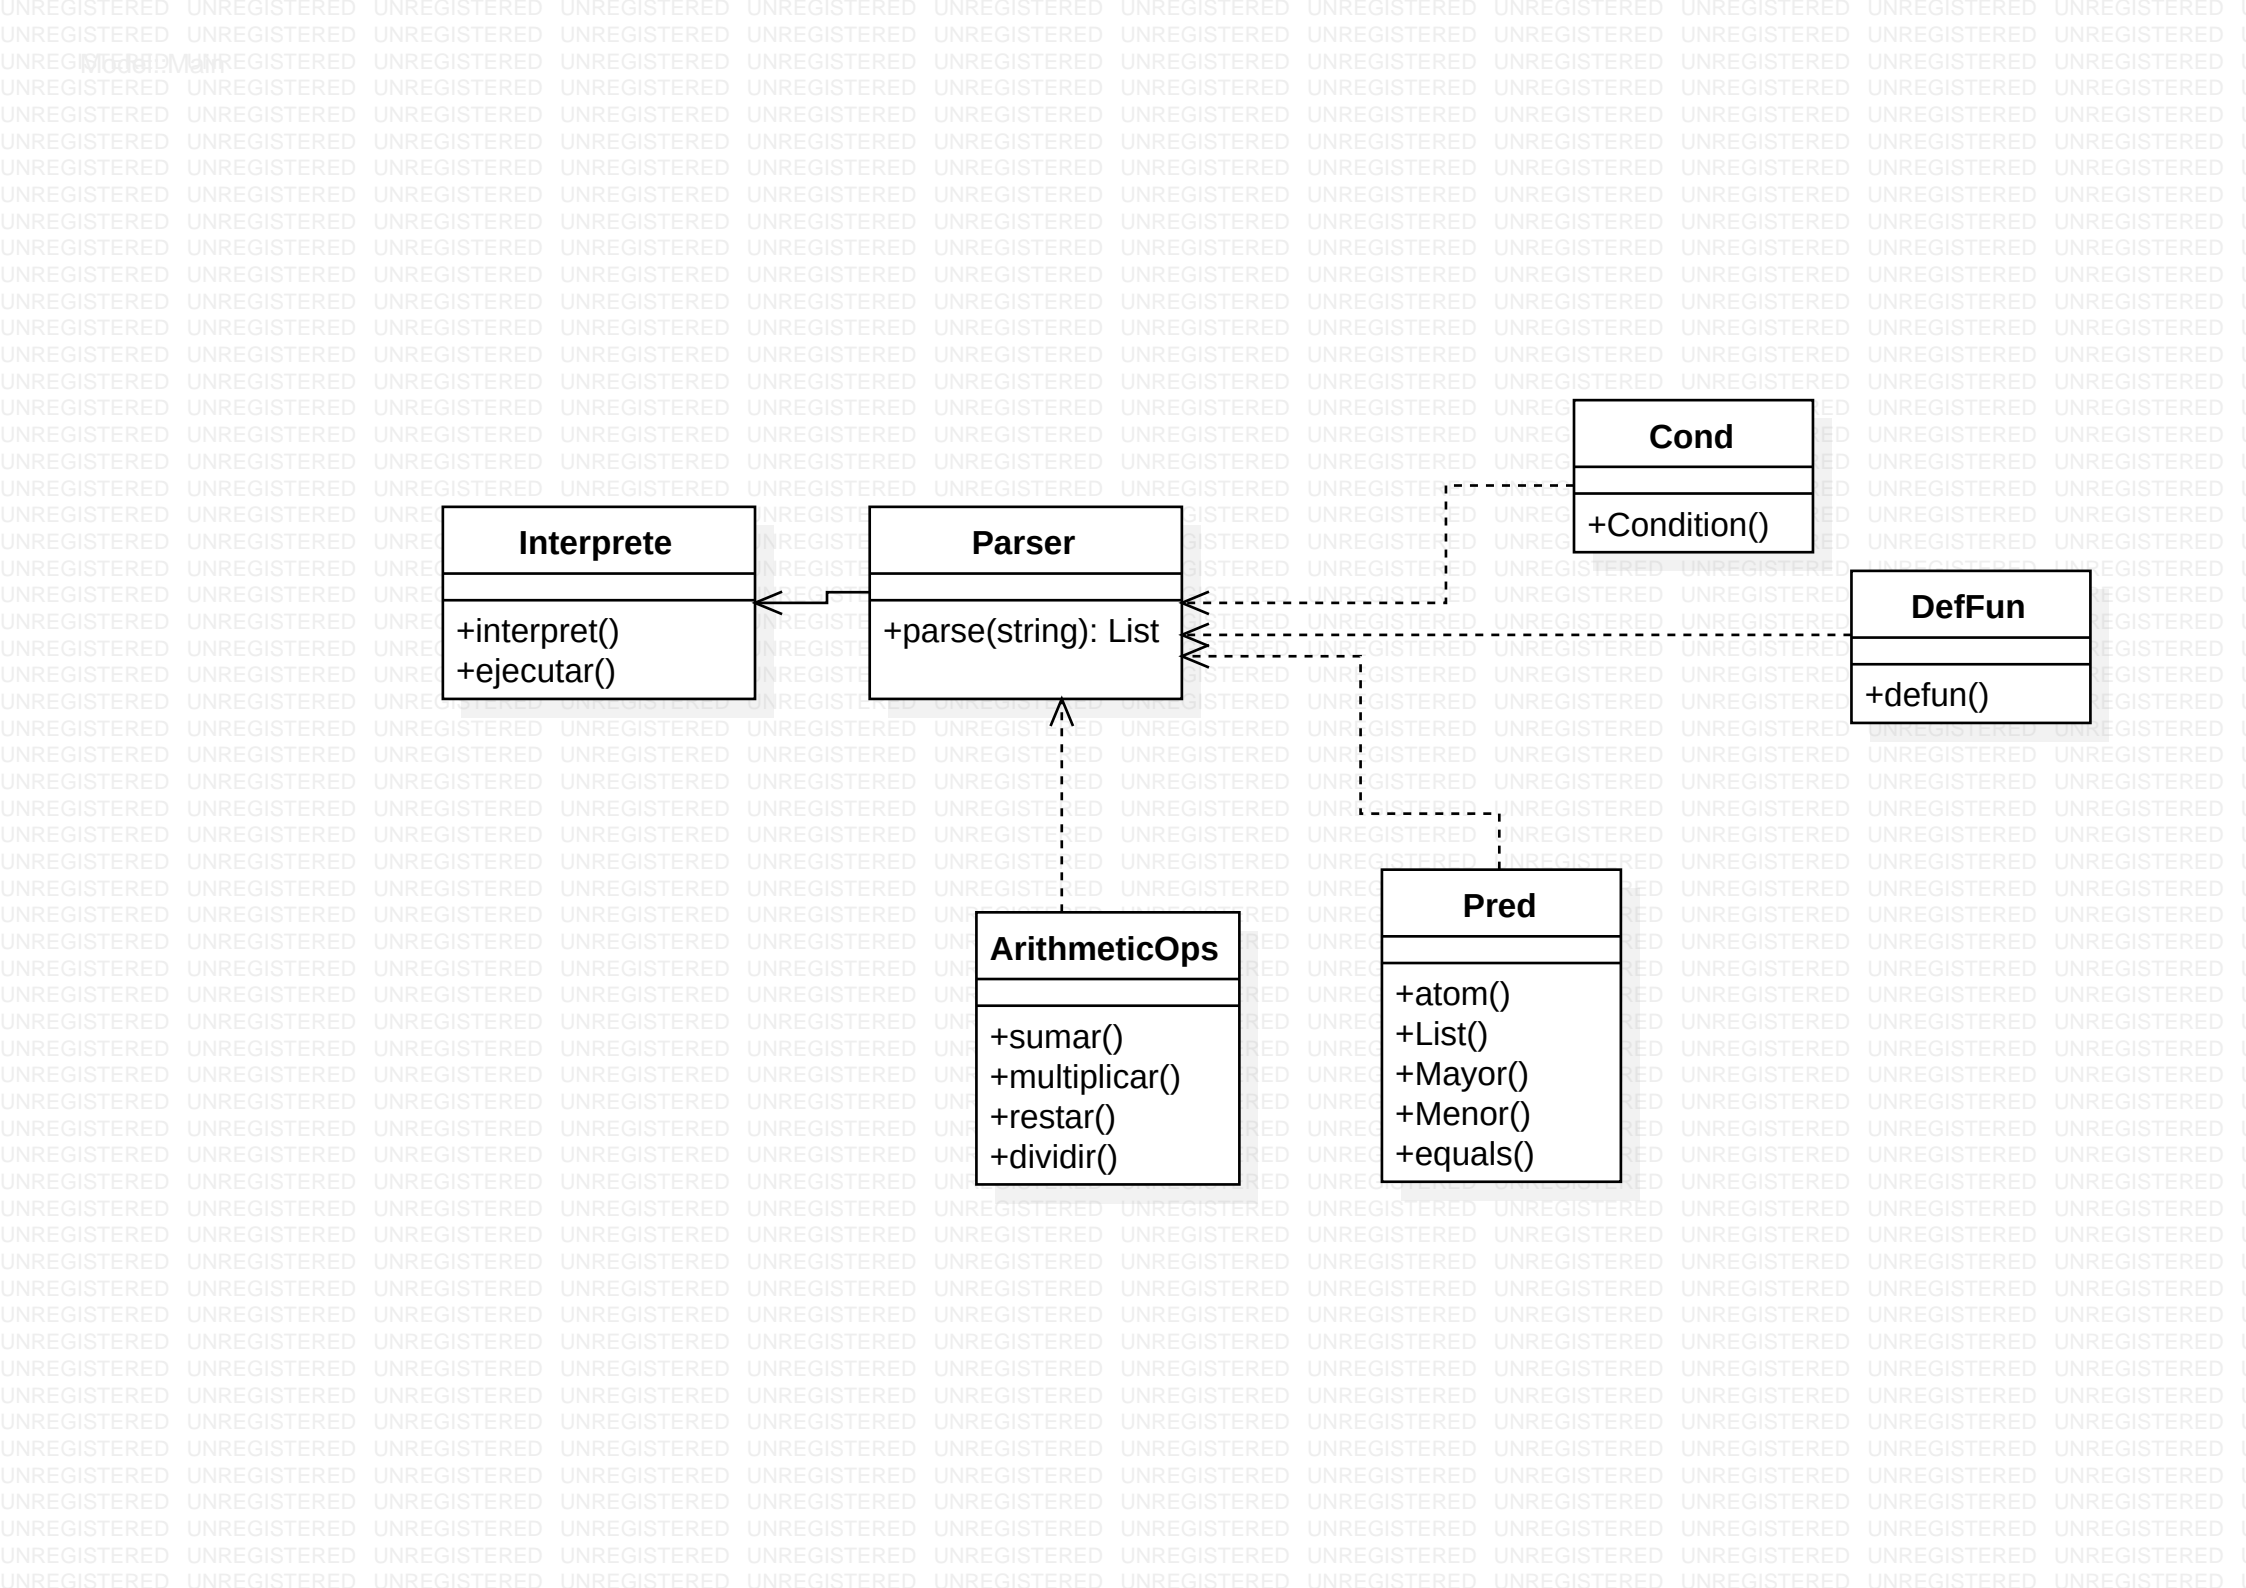 Model::Main
Interprete
+interpret()
+ejecutar()
Parser
+parse(string): List
Cond
+Condition()
DefFun
+defun()
ArithmeticOps
+sumar()
+multiplicar()
+restar()
+dividir()
Pred
+atom()
+List()
+Mayor()
+Menor()
+equals()
UNREGISTERED